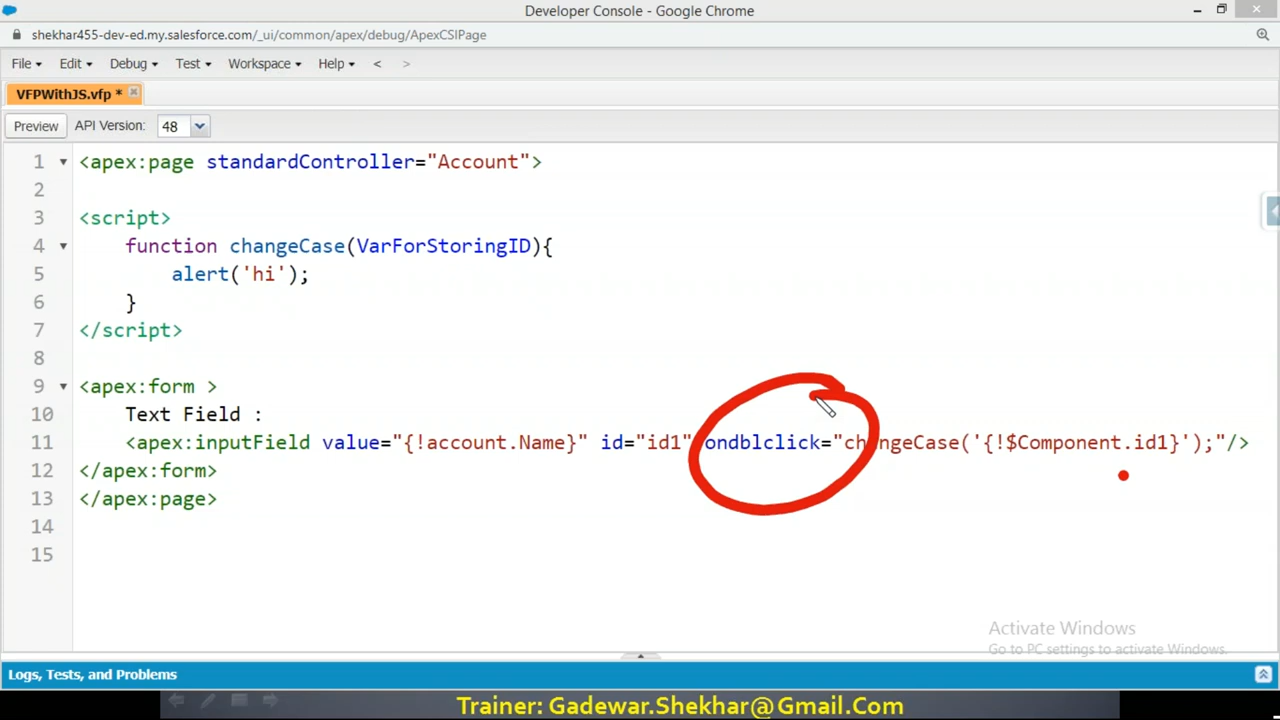 Developer Console - Google Chrome
shekhar455-dev-ed.my.salesforce.com/_ui/common/apex/debug/ApexCSIPage
File Edit Debug Test Workspace Help < >
VFPWithJS.vfp *
Preview API Version: 48
1 <apex:page standardController="Account">
2
3 <script>
4 function changeCase(VarForStoringID){
5 alert('hi');
6 }
7 </script>
8
9 <apex:form >
10 Text Field :
11 <apex:inputField value="{!account.Name}" id="id1" ondblclick="changeCase('{!$Component.id1}');"/>
12 </apex:form>
13 </apex:page>
14
15
Activate Windows
Go to PC settings to activate Windows.
Logs, Tests, and Problems
Trainer: Gadewar.Shekhar@Gmail.Com